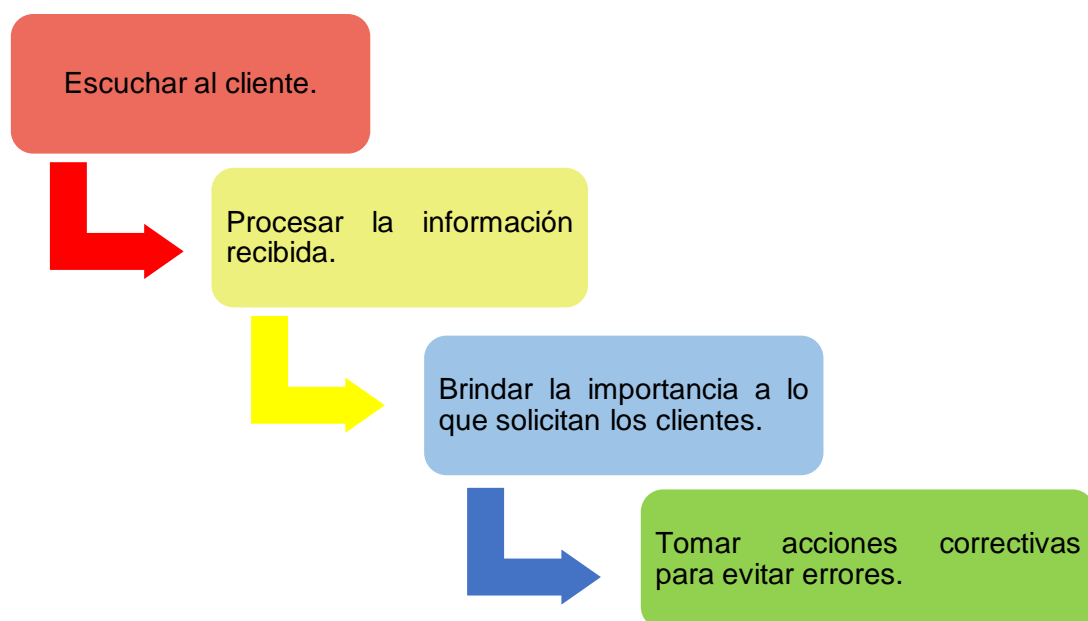 Escuchar al cliente.
Procesar la información
recibida.
Brindar la importancia a lo
que solicitan los clientes.
Tomar acciones correctivas
para evitar errores.